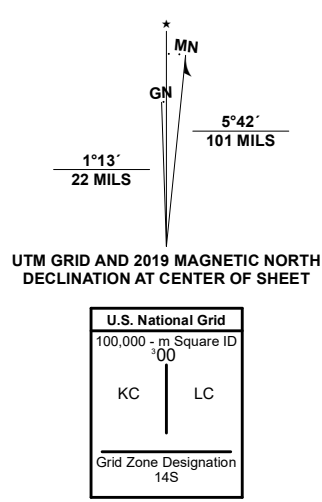 ★
MN
GN
5°42´
101 MILS
1°13´
22 MILS
UTM GRID AND 2019 MAGNETIC NORTH
DECLINATION AT CENTER OF SHEET
U.S. National Grid
100,000 - m Square ID
³00
KC LC
Grid Zone Designation
14S